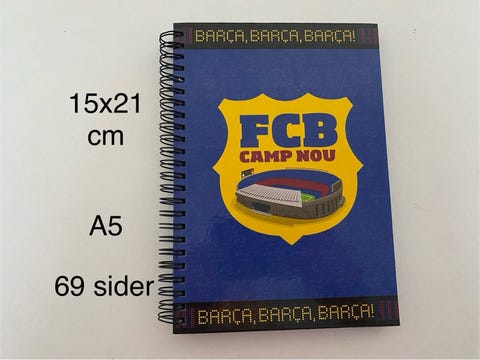 BARÇA, BARÇA, BARÇA!
15x21
cm
FCB
CAMP NOU
A5
69 sider
BARÇA, BARÇA, BARÇA!